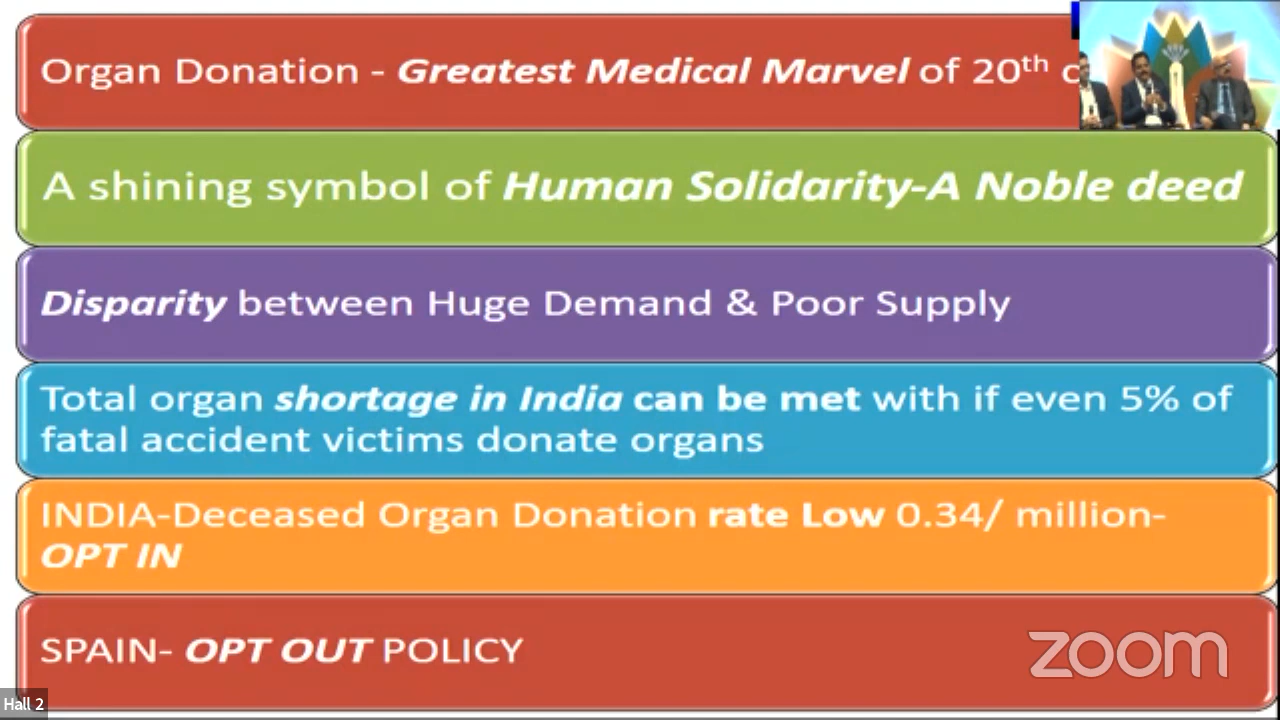 Organ Donation - Greatest Medical Marvel of 20th
A shining symbol of Human Solidarity-A Noble deed
Disparity between Huge Demand & Poor Supply
Total organ shortage in India can be met with if even 5% of
fatal accident victims donate organs
INDIA-Deceased Organ Donation rate Low 0.34/ million-
OPT IN
SPAIN- OPT OUT POLICY
zoom
Hall 2